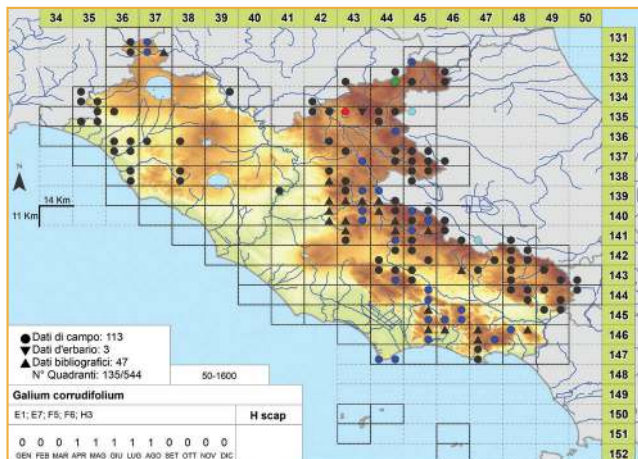 34 35 36 37 38 39 40 41 42 43 44 45 46 47 48 49 50
131
132
133
134
135
136
137
138
139
140
141
142
143
144
145
146
147
148
149
150
151
152
N
14 Km
11 Km
Dati di campo: 113
Dati d'erbario: 3
Dati bibliografici: 47
N° Quadranti: 135/544
50-1600
Galium corrudifolium
E1; E7; F5; F6; H3
H scap
0 0 0 1 1 1 1 1 0 0 0 0
GEN FEB MAR APR MAG GIU LUG AGO SET OTT NOV DIC